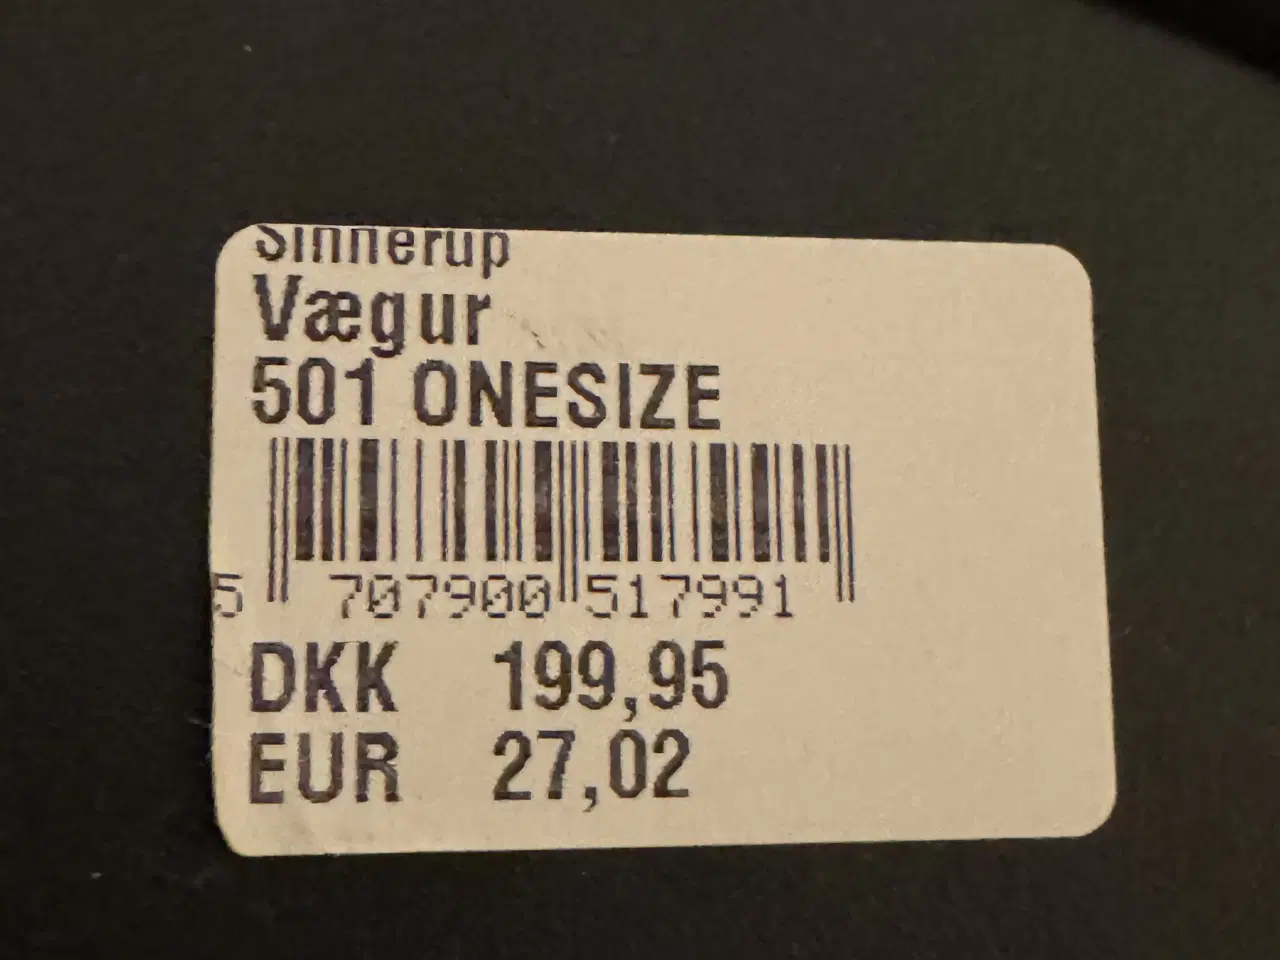 Sinnerup
Vægur
501 ONESIZE
5 707900 517991
DKK 199,95
EUR 27,02